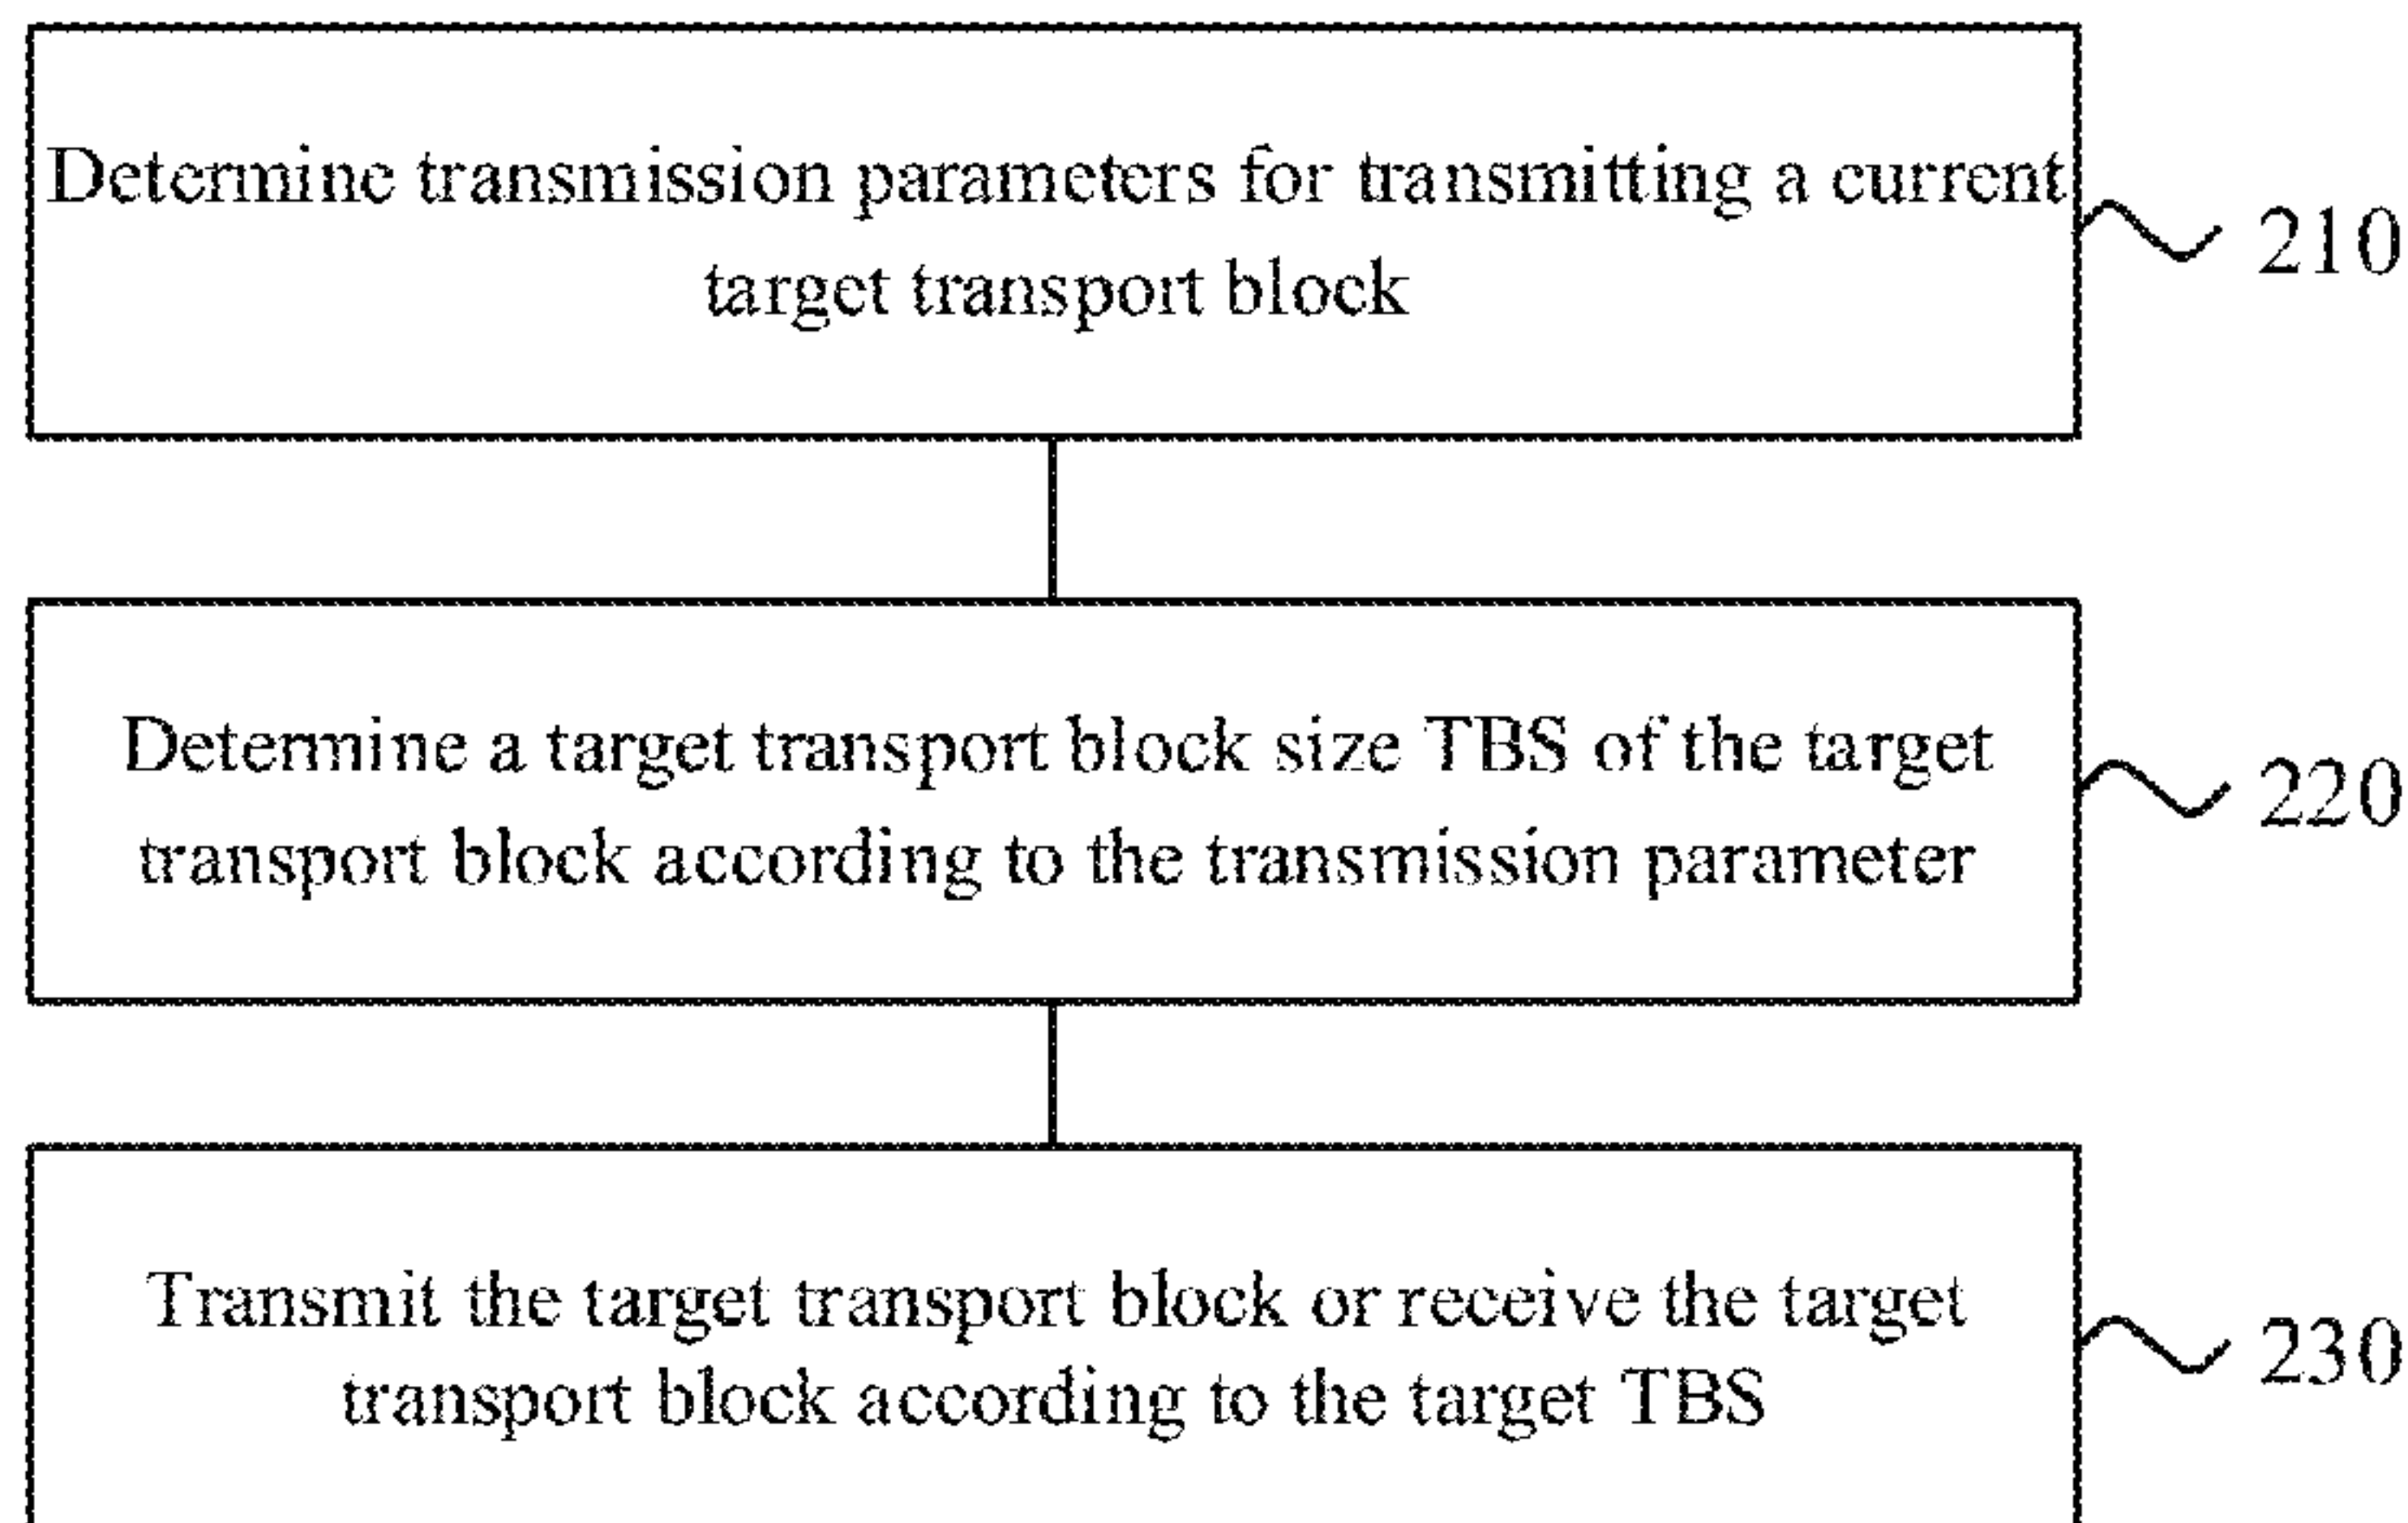 Determine transmission parameters for transmitting a current
target transport block
210
Determine a target transport block size TBS of the target
transport block according to the transmission parameter
220
Transmit the target transport block or receive the target
transport block according to the target TBS
230